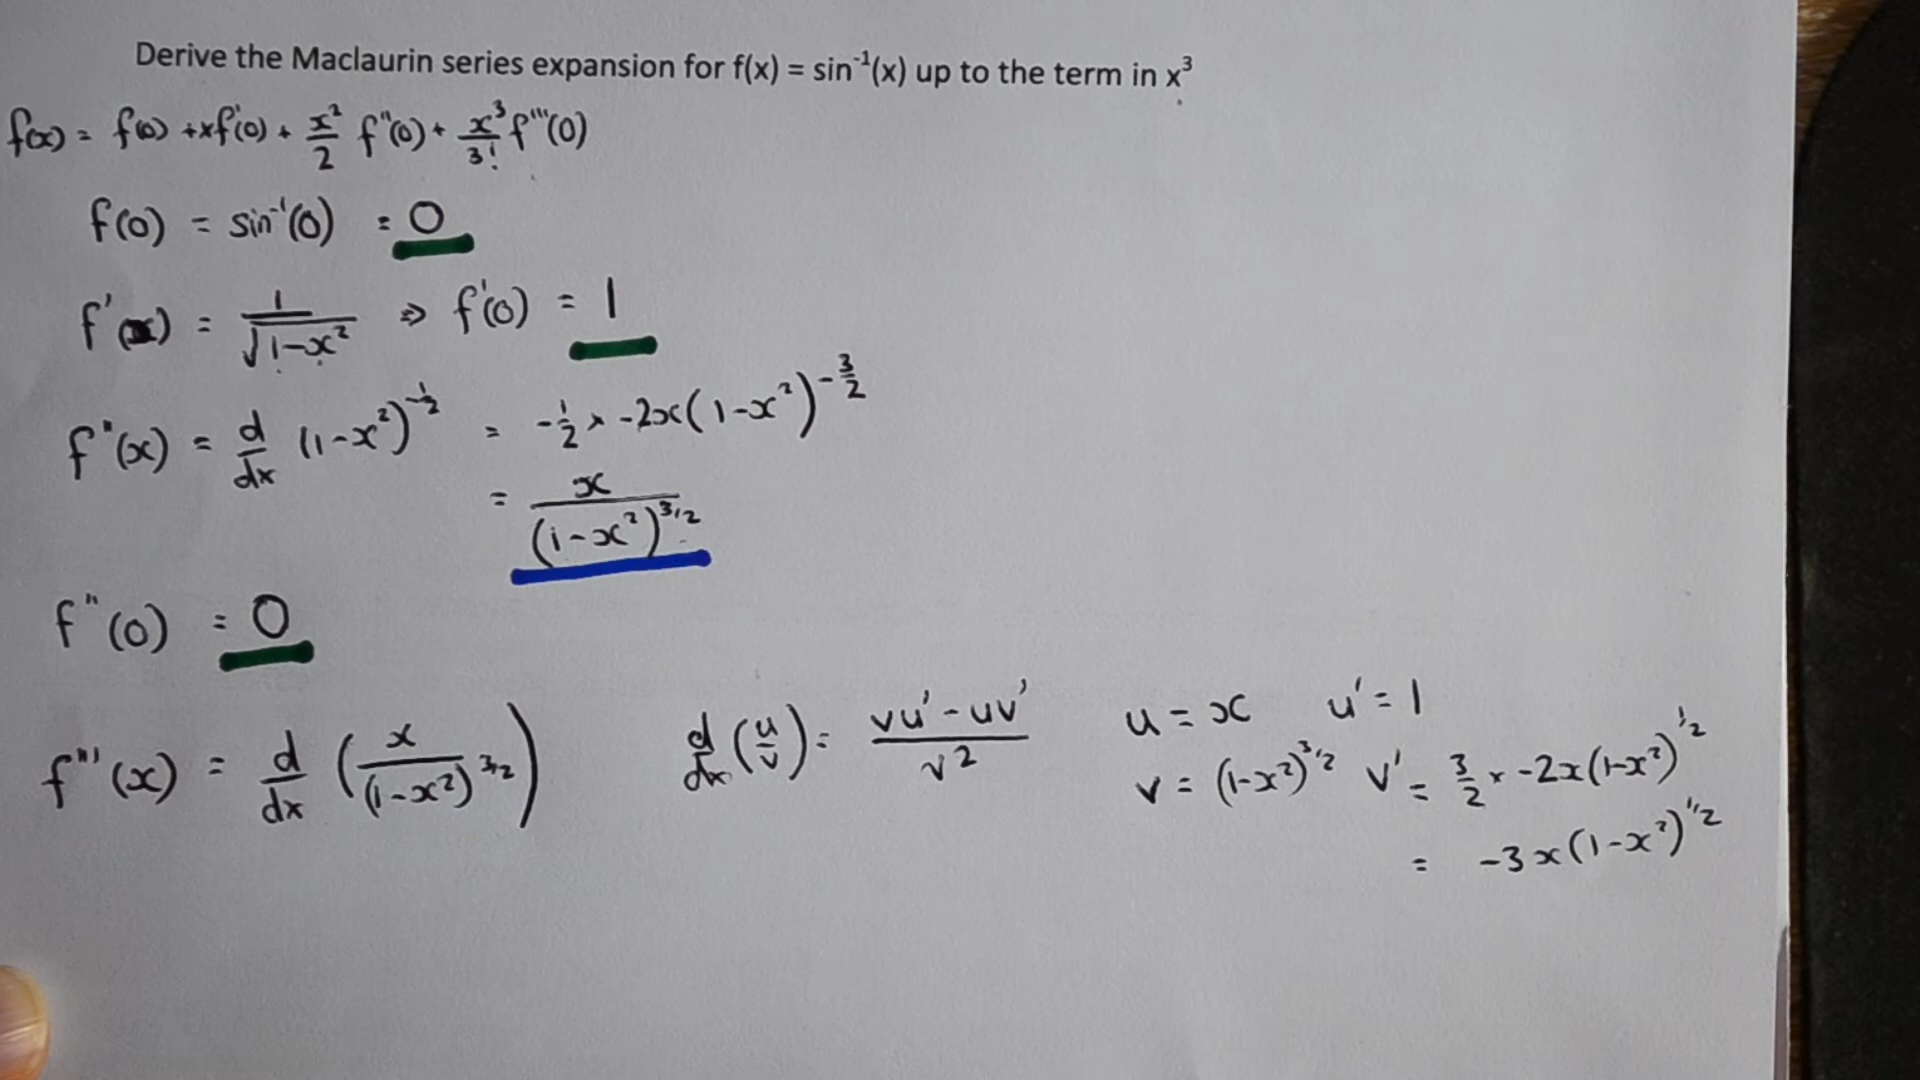 Derive the Maclaurin series expansion for f(x) = sin⁻¹(x) up to the term in x³
f(x) = f(0) + xf'(0) + x²/2 f''(0) + x³/3! f'''(0)
f(0) = sin⁻¹(0) = 0
f'(x) = 1/√(1-x²) ⇒ f'(0) = 1
f''(x) = d/dx (1-x²)^(-1/2) = -1/2 × -2x(1-x²)^(-3/2)
= x/(1-x²)^(3/2)
f''(0) = 0
f'''(x) = d/dx (x/(1-x²)^(3/2)) d/dx (u/v) = (vu' - uv')/v² u = x u' = 1
v = (1-x²)^(3/2) v' = 3/2 × -2x(1-x²)^(1/2)
= -3x(1-x²)^(1/2)